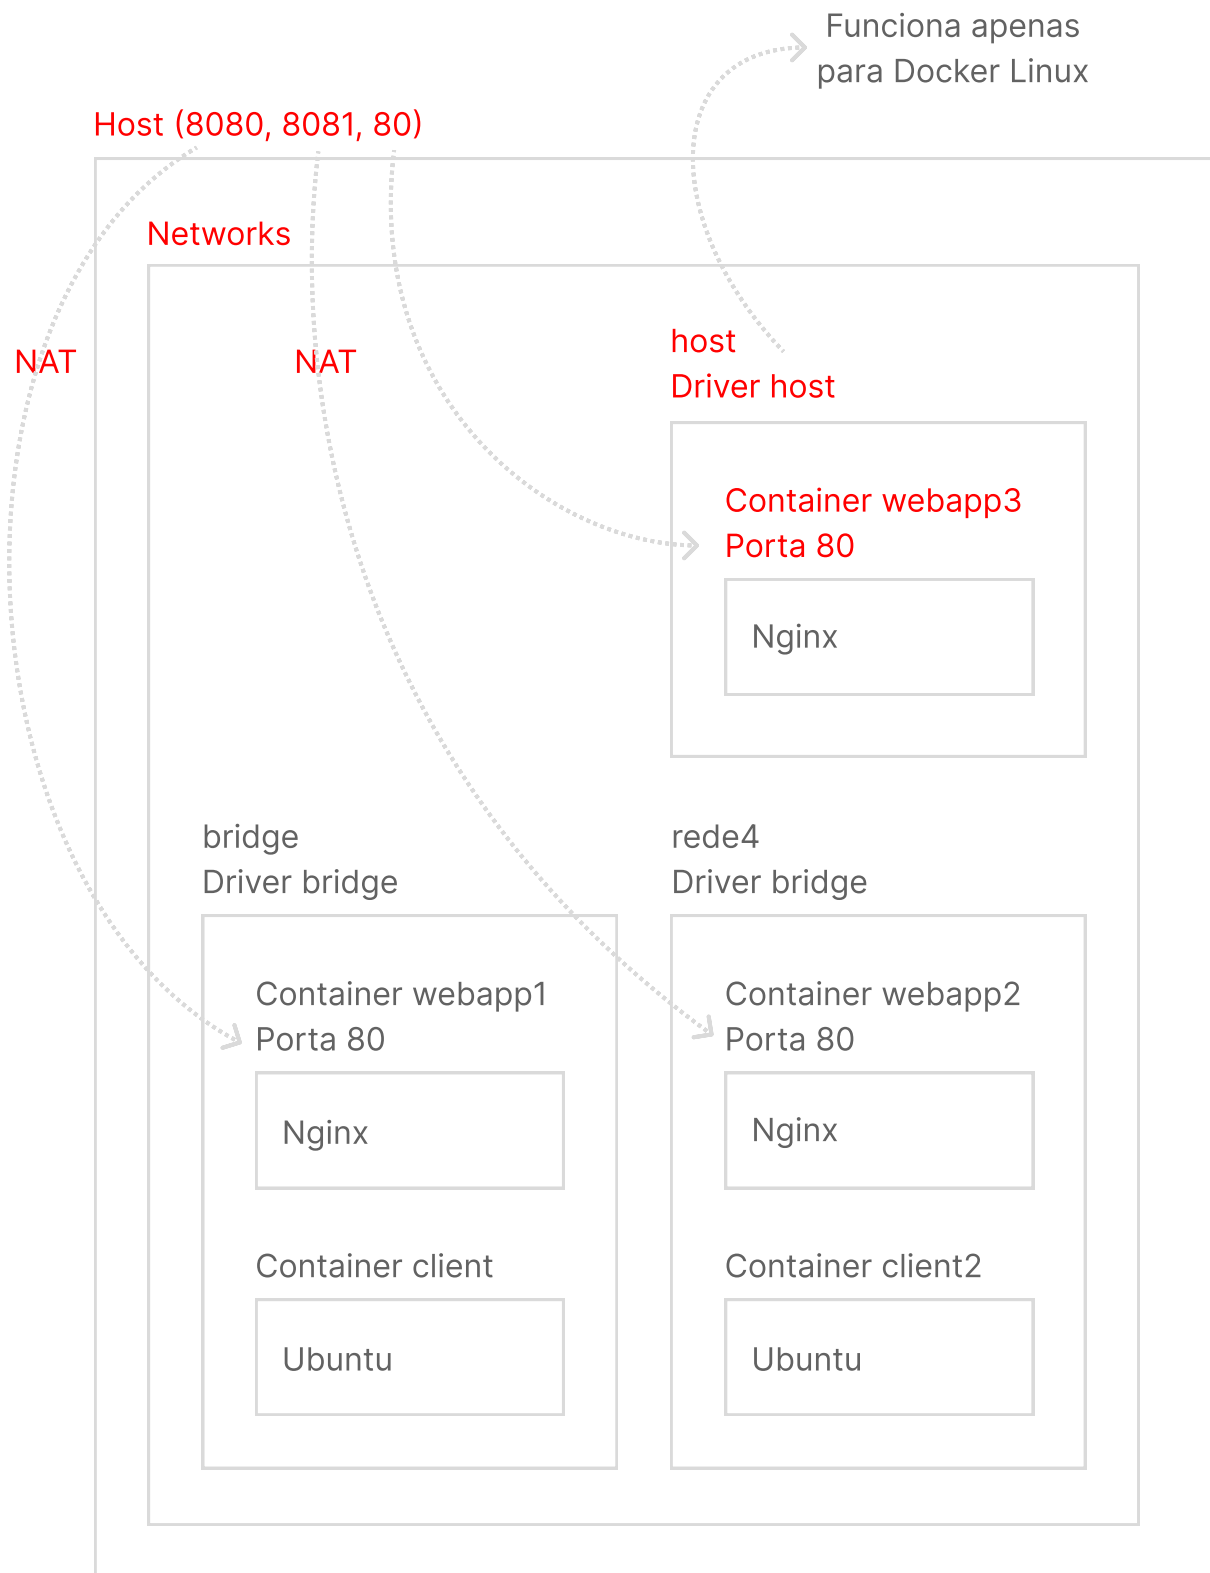 Funciona apenas
para Docker Linux
Host (8080, 8081, 80)
Networks
NAT
NAT
host
Driver host
Container webapp3
Porta 80
Nginx
bridge
Driver bridge
Container webapp1
Porta 80
Nginx
Container client
Ubuntu
rede4
Driver bridge
Container webapp2
Porta 80
Nginx
Container client2
Ubuntu